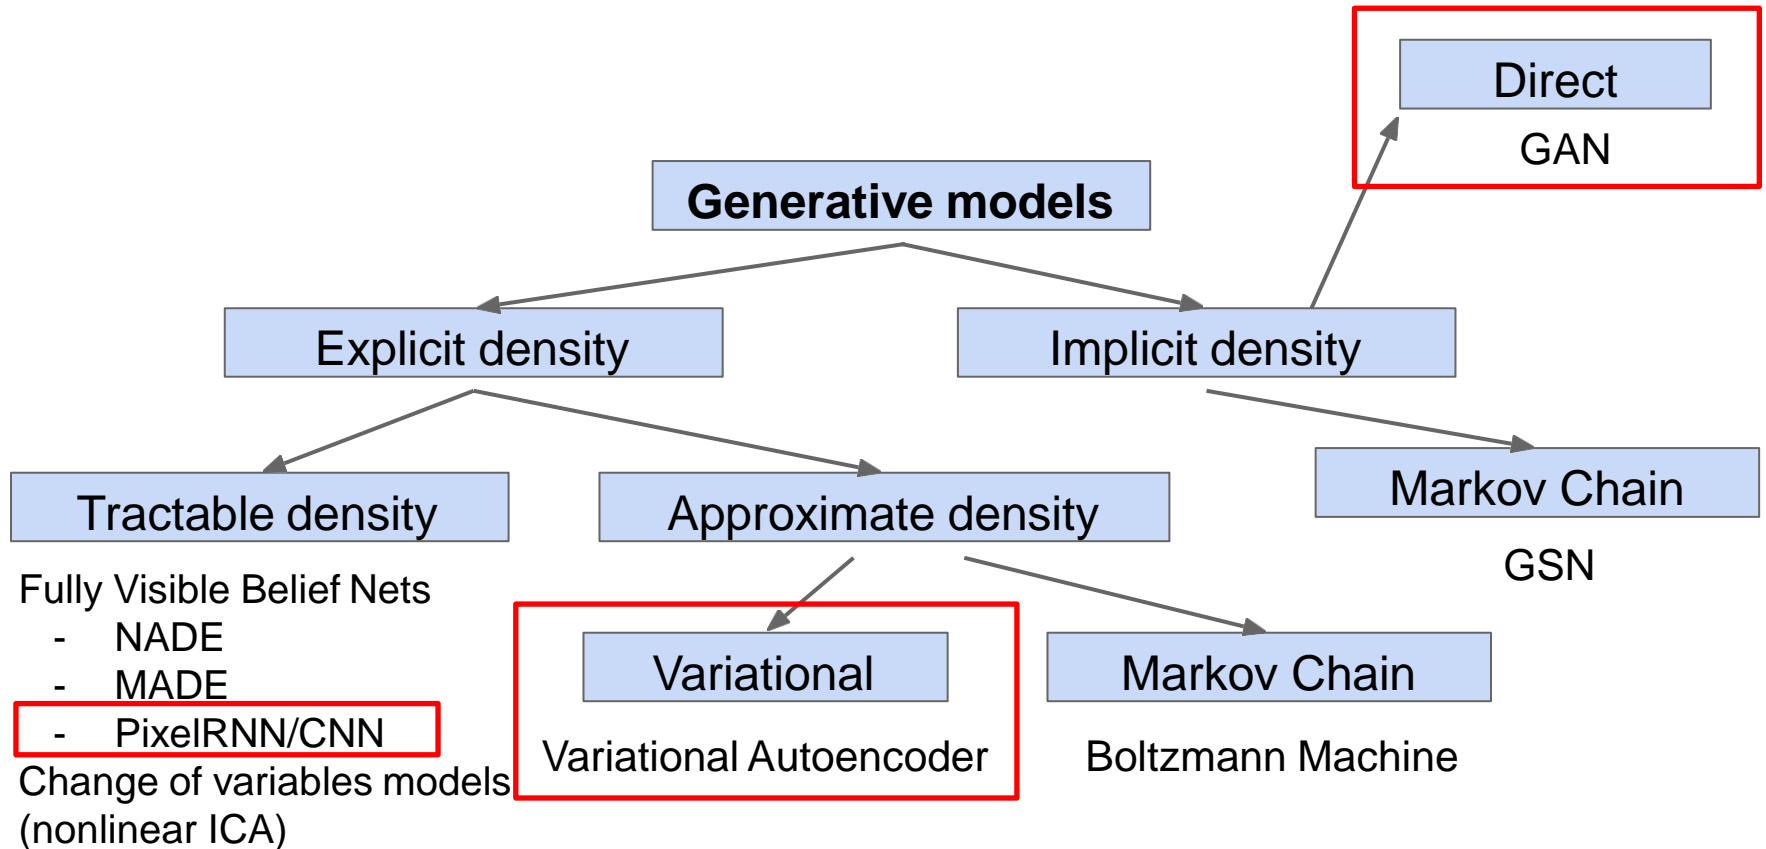 Direct
GAN
Generative models
Explicit density
Implicit density
Tractable density
Approximate density
Markov Chain
GSN
Fully Visible Belief Nets
- NADE
- MADE
- PixelRNN/CNN
Change of variables models
(nonlinear ICA)
Variational
Variational Autoencoder
Markov Chain
Boltzmann Machine